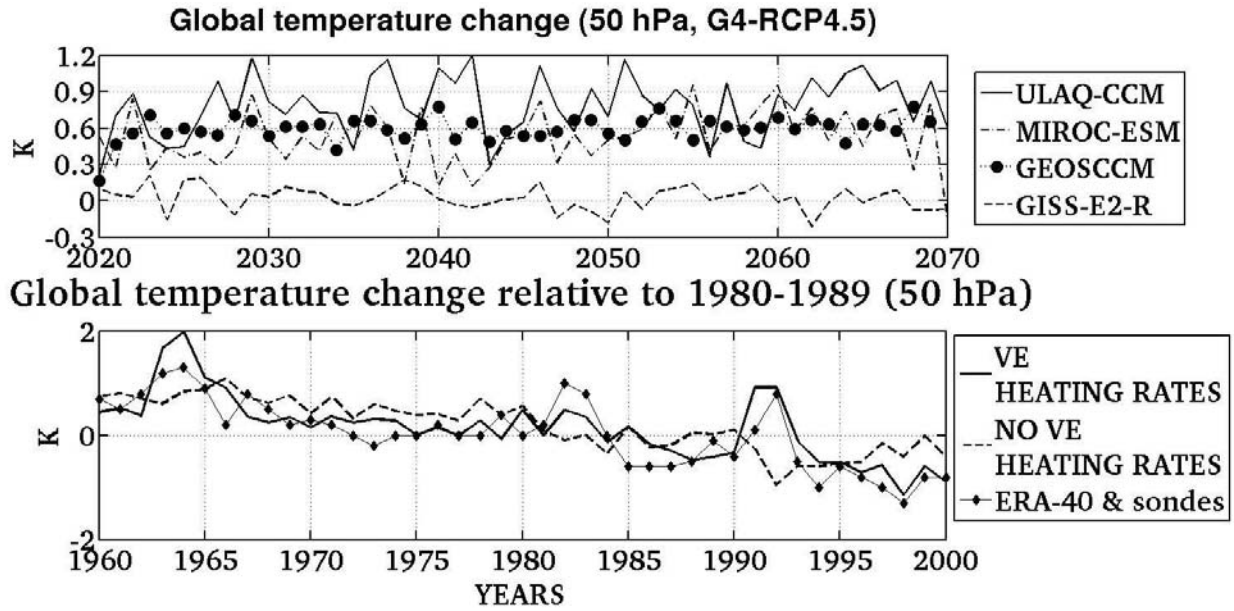 Global temperature change (50 hPa, G4-RCP4.5)
1.2
0.9
0.6
0.3
0
-0.3
K
2020 2030 2040 2050 2060 2070
ULAQ-CCM
MIROC-ESM
GEOSCCM
GISS-E2-R
Global temperature change relative to 1980-1989 (50 hPa)
2
0
-2
K
1960 1965 1970 1975 1980 1985 1990 1995 2000
YEARS
VE
HEATING RATES
NO VE
HEATING RATES
ERA-40 & sondes